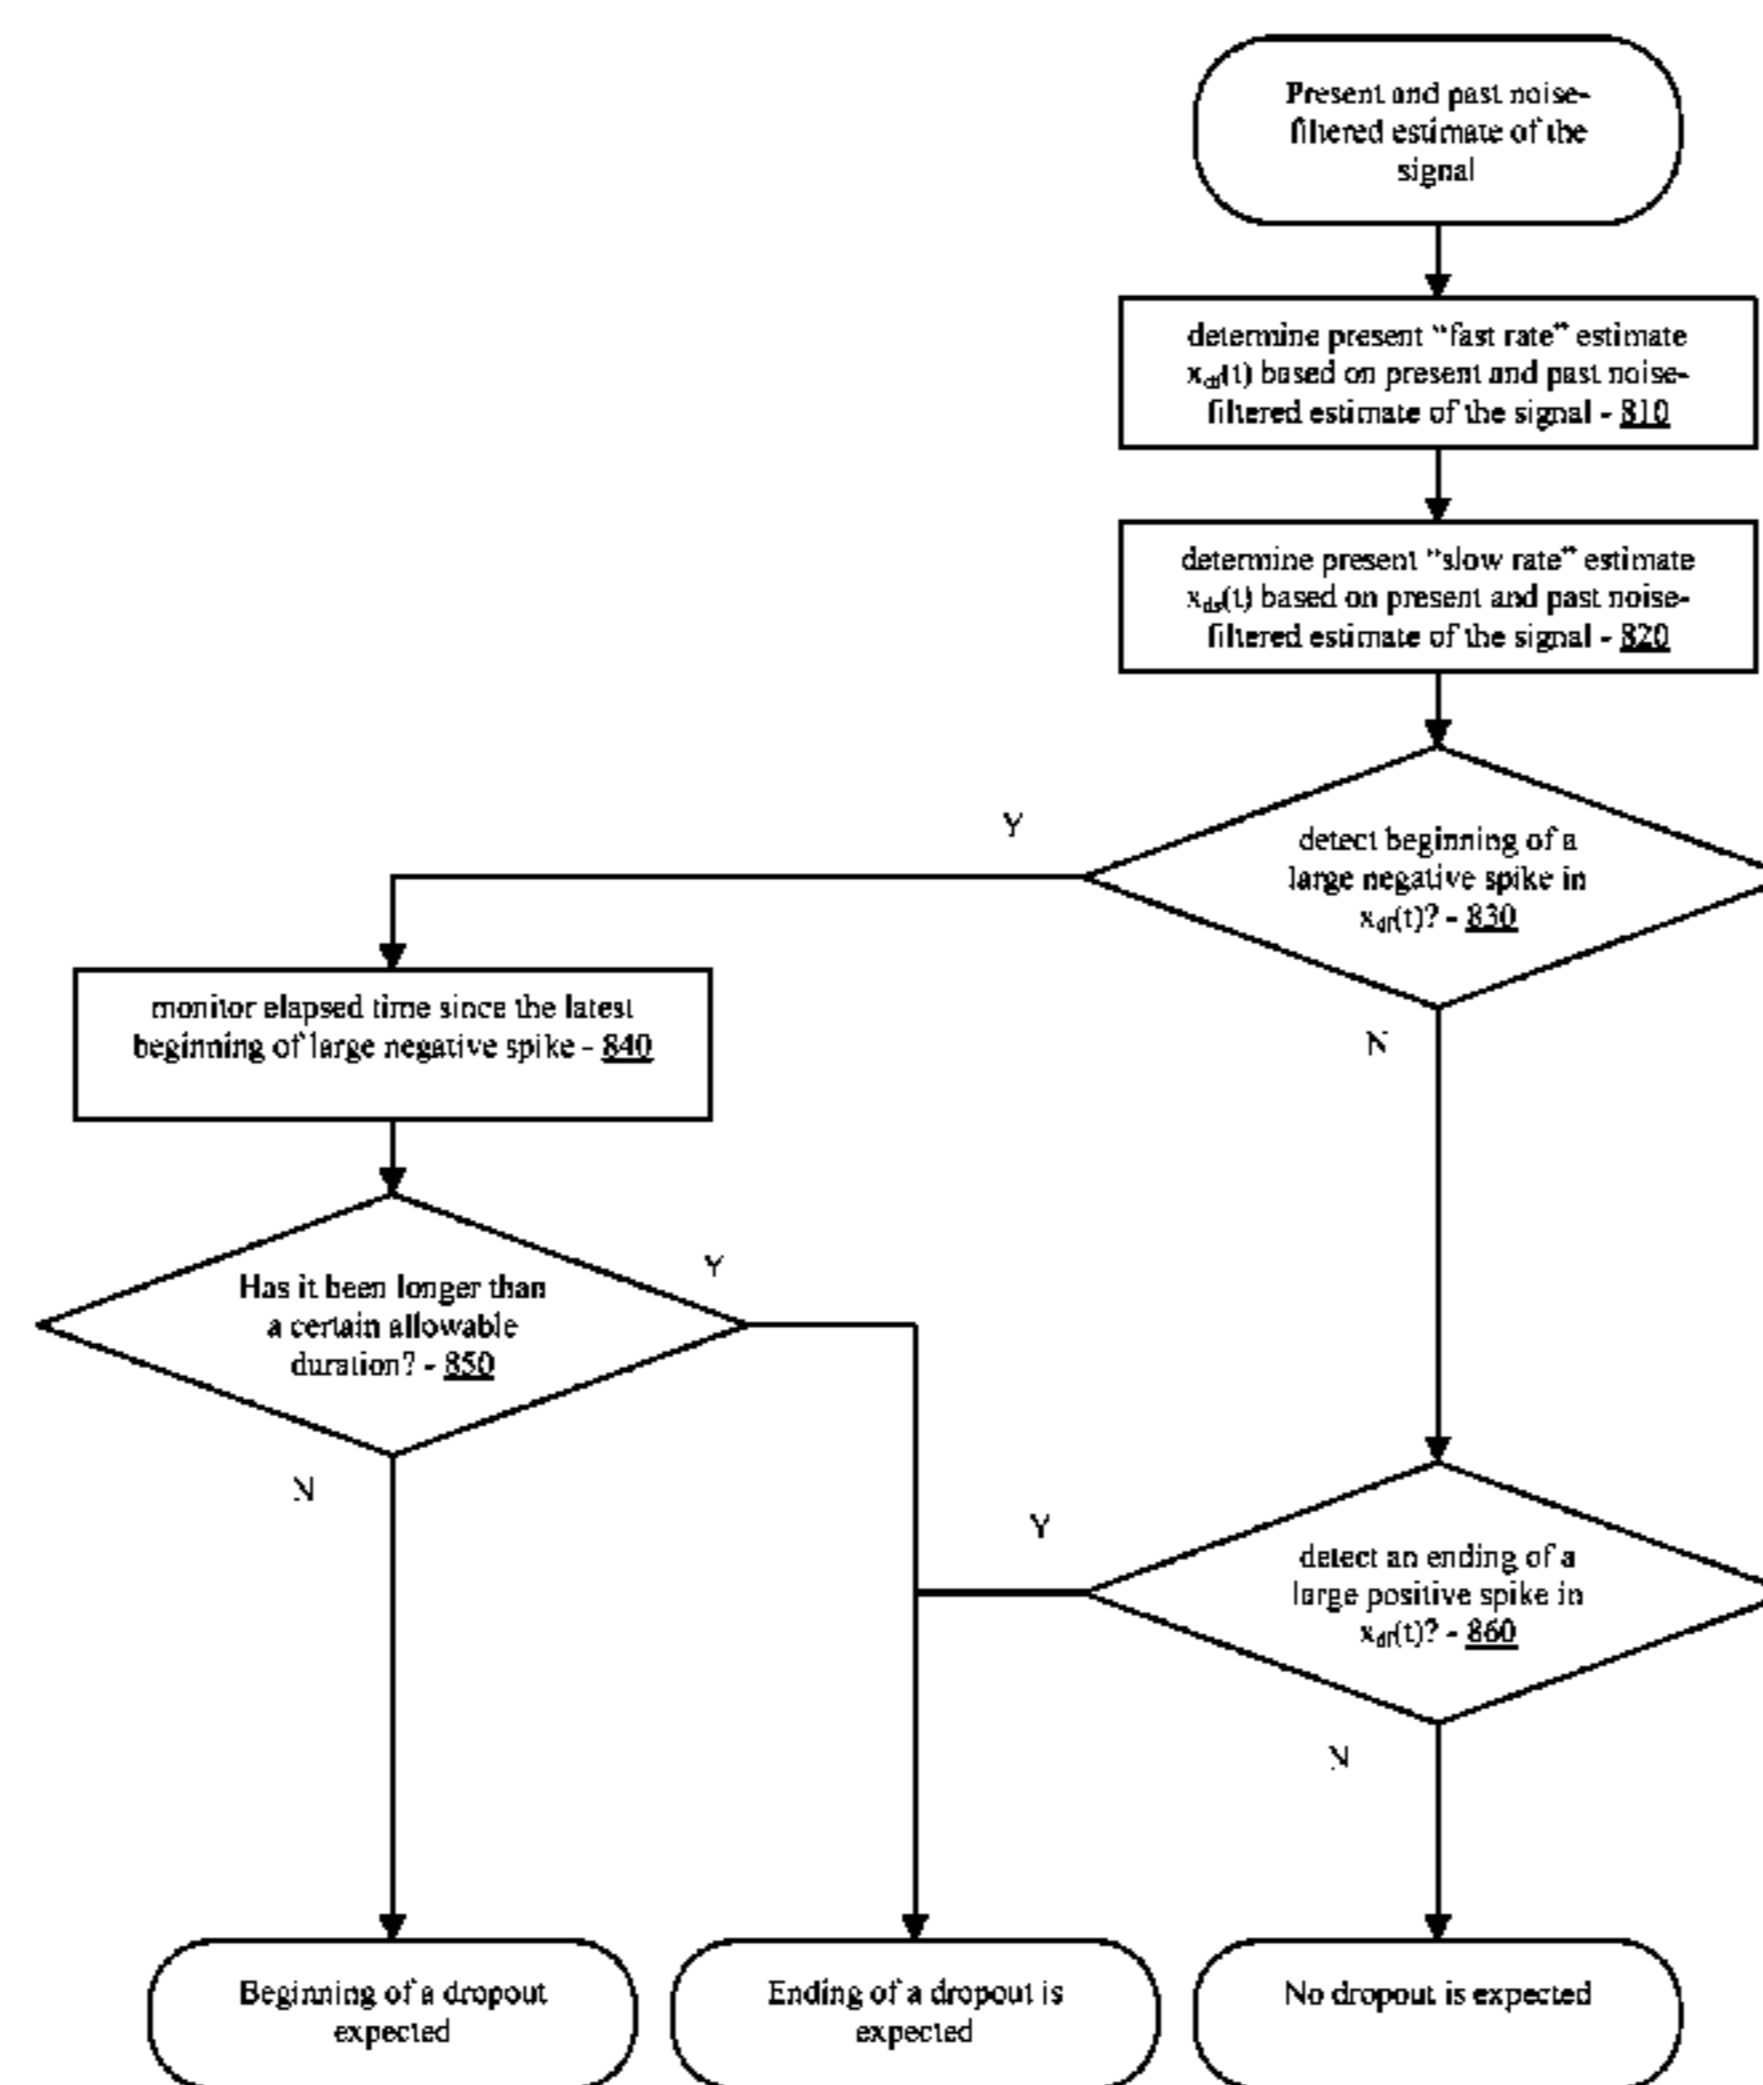 Present and past noise-
filtered estimate of the
signal
determine present “fast rate” estimate
x_df(t) based on present and past noise-
filtered estimate of the signal - 810
determine present “slow rate” estimate
x_ds(t) based on present and past noise-
filtered estimate of the signal - 820
Y
detect beginning of a
large negative spike in
x_df(t)? - 830
N
monitor elapsed time since the latest
beginning of large negative spike - 840
Y
Has it been longer than
a certain allowable
duration? - 850
N
Y
detect an ending of a
large positive spike in
x_df(t)? - 860
N
Beginning of a dropout
expected
Ending of a dropout is
expected
No dropout is expected